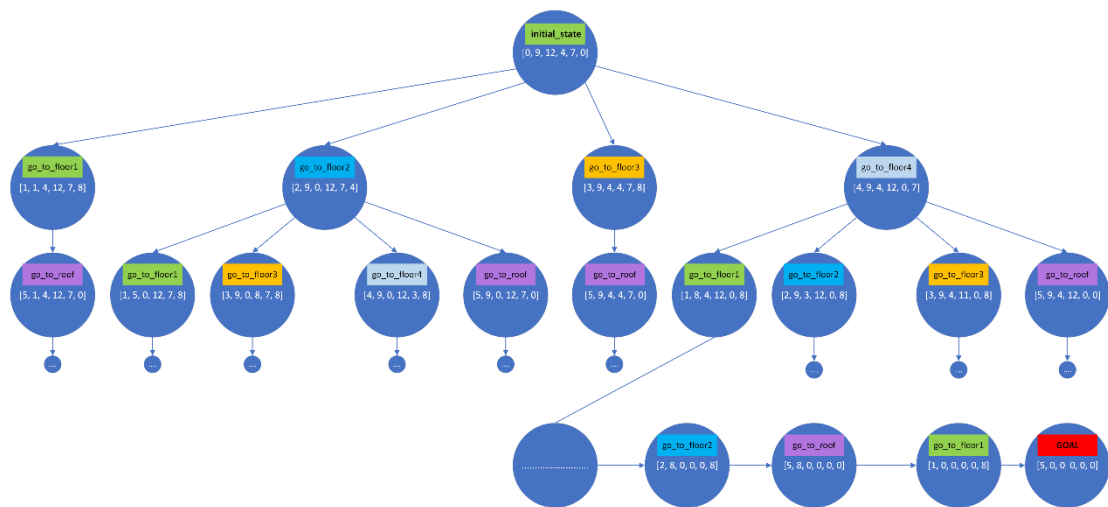 initial_state
[0, 9, 12, 4, 7, 0]
go_to_floor1
[1, 1, 4, 12, 7, 8]
go_to_floor2
[2, 9, 0, 12, 7, 4]
go_to_floor3
[3, 9, 4, 4, 7, 8]
go_to_floor4
[4, 9, 4, 12, 0, 7]
go_to_roof
[5, 1, 4, 12, 7, 0]
go_to_floor1
[1, 5, 0, 12, 7, 8]
go_to_floor3
[3, 9, 0, 8, 7, 8]
go_to_floor4
[4, 9, 0, 12, 3, 8]
go_to_roof
[5, 9, 0, 12, 7, 0]
go_to_roof
[5, 9, 4, 4, 7, 0]
go_to_floor1
[1, 8, 4, 12, 0, 8]
go_to_floor2
[2, 9, 3, 12, 0, 8]
go_to_floor3
[3, 9, 4, 11, 0, 8]
go_to_roof
[5, 9, 4, 12, 0, 0]
....
....
....
....
....
....
....
....
....
..........................
go_to_floor2
[2, 8, 0, 0, 0, 8]
go_to_roof
[5, 8, 0, 0, 0, 0]
go_to_floor1
[1, 0, 0, 0, 0, 8]
GOAL
[5, 0, 0, 0, 0, 0]